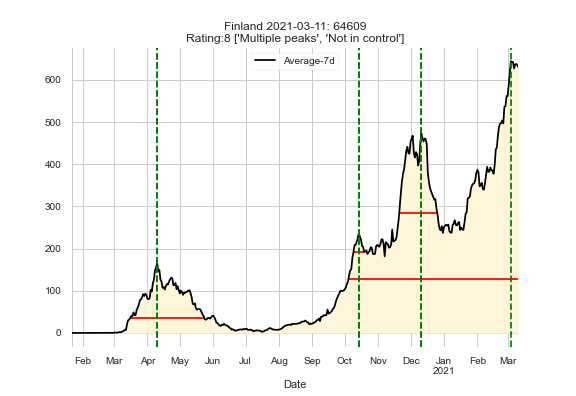 Finland 2021-03-11: 64609
Rating:8 ['Multiple peaks', 'Not in control']
Average-7d
600
500
400
300
200
100
0
Feb Mar Apr May Jun Jul Aug Sep Oct Nov Dec Jan Feb Mar
2021
Date